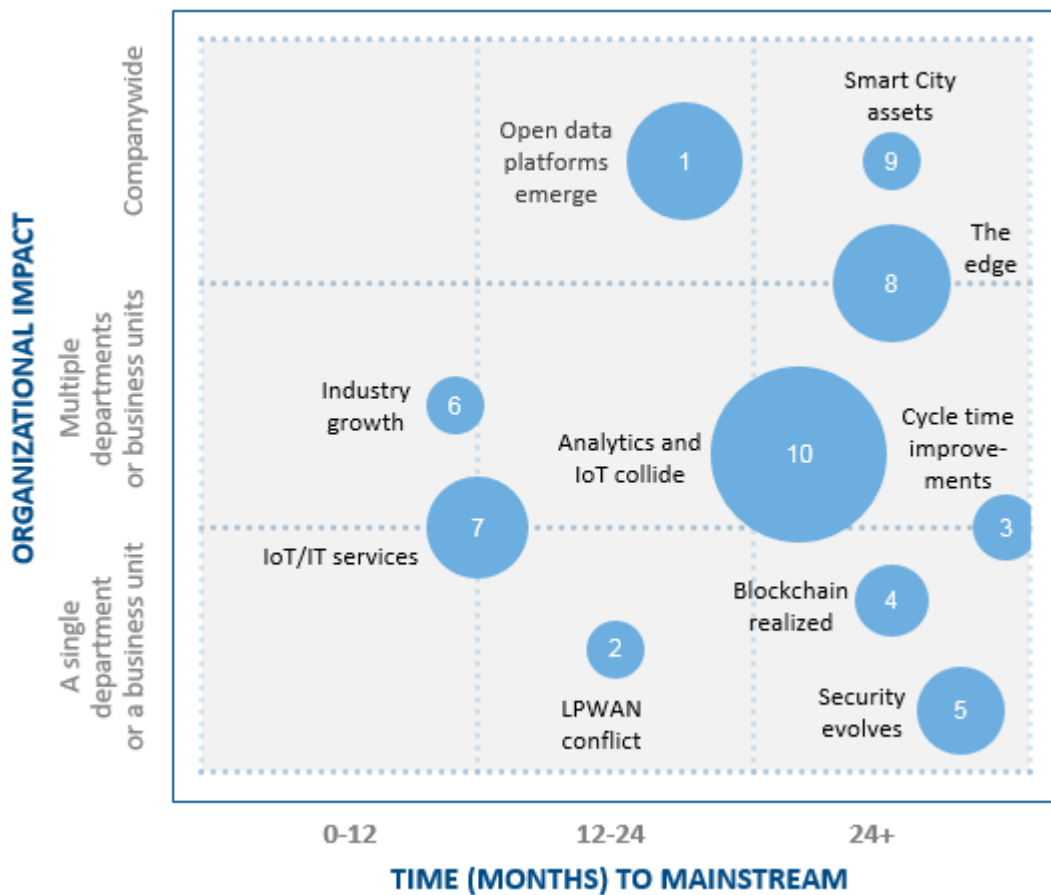 ORGANIZATIONAL IMPACT
Companywide
Multiple
departments
or business units
A single
department
or a business unit
Open data
platforms
emerge
1
Smart City
assets
9
The
edge
8
Industry
growth
6
Analytics and
IoT collide
10
Cycle time
improve-
ments
3
IoT/IT services
7
Blockchain
realized
4
2
LPWAN
conflict
Security
evolves
5
0-12
12-24
24+
TIME (MONTHS) TO MAINSTREAM